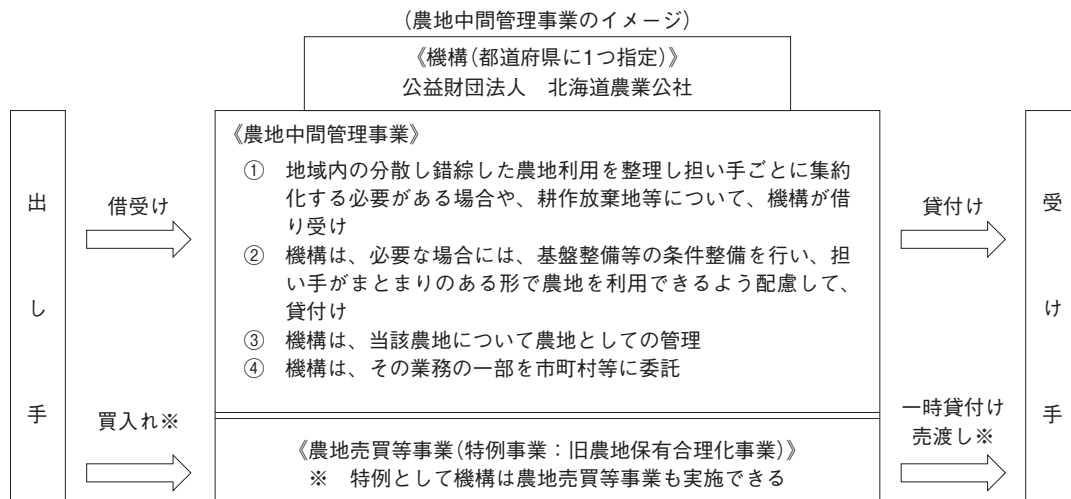 (農地中間管理事業のイメージ)
《機構(都道府県に1つ指定)》
公益財団法人 北海道農業公社
出し手
借受け
買入れ※
《農地中間管理事業》
① 地域内の分散し錯綜した農地利用を整理し担い手ごとに集約
化する必要がある場合や、耕作放棄地等について、機構が借
り受け
② 機構は、必要な場合には、基盤整備等の条件整備を行い、担
い手がまとまりのある形で農地を利用できるよう配慮して、
貸付け
③ 機構は、当該農地について農地としての管理
④ 機構は、その業務の一部を市町村等に委託
《農地売買等事業(特例事業:旧農地保有合理化事業)》
※ 特例として機構は農地売買等事業も実施できる
貸付け
一時貸付け
売渡し※
受け手